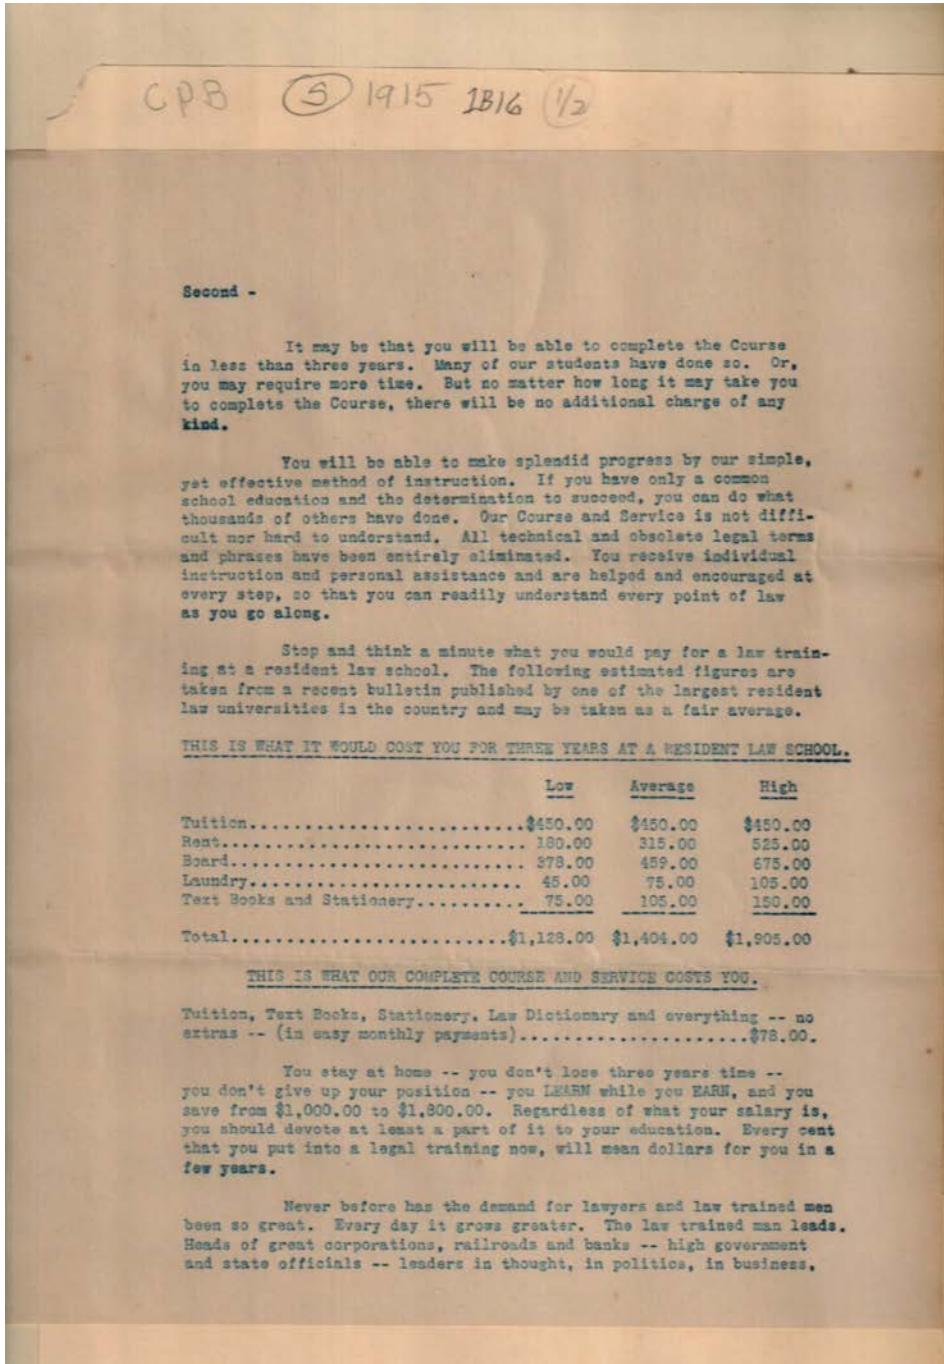 CPB (5) 1915 1B16 (1/2)
Second -
It may be that you will be able to complete the Course
in less than three years. Many of our students have done so. Or,
you may require more time. But no matter how long it may take you
to complete the Course, there will be no additional charge of any
kind.
You will be able to make splendid progress by our simple,
yet effective method of instruction. If you have only a common
school education and the determination to succeed, you can do what
thousands of others have done. Our Course and Service is not diffi-
cult nor hard to understand. All technical and obsolete legal terms
and phrases have been entirely eliminated. You receive individual
instruction and personal assistance and are helped and encouraged at
every step, so that you can readily understand every point of law
as you go along.
Stop and think a minute what you would pay for a law train-
ing at a resident law school. The following estimated figures are
taken from a recent bulletin published by one of the largest resident
law universities in the country and may be taken as a fair average.
THIS IS WHAT IT WOULD COST YOU FOR THREE YEARS AT A RESIDENT LAW SCHOOL.
Low Average High
Tuition..........................$450.00 $450.00 $450.00
Rent............................. 180.00 315.00 525.00
Board............................ 378.00 459.00 675.00
Laundry.......................... 45.00 75.00 105.00
Text Books and Stationery.......... 75.00 105.00 150.00
Total..........................$1,128.00 $1,404.00 $1,905.00
THIS IS WHAT OUR COMPLETE COURSE AND SERVICE COSTS YOU.
Tuition, Text Books, Stationery, Law Dictionary and everything -- no
extras -- (in easy monthly payments)......................$78.00.
You stay at home -- you don't lose three years time --
you don't give up your position -- you LEARN while you EARN, and you
save from $1,000.00 to $1,800.00. Regardless of what your salary is,
you should devote at least a part of it to your education. Every cent
that you put into a legal training now, will mean dollars for you in a
few years.
Never before has the demand for lawyers and law trained men
been so great. Every day it grows greater. The law trained man leads.
Heads of great corporations, railroads and banks -- high government
and state officials -- leaders in thought, in politics, in business,